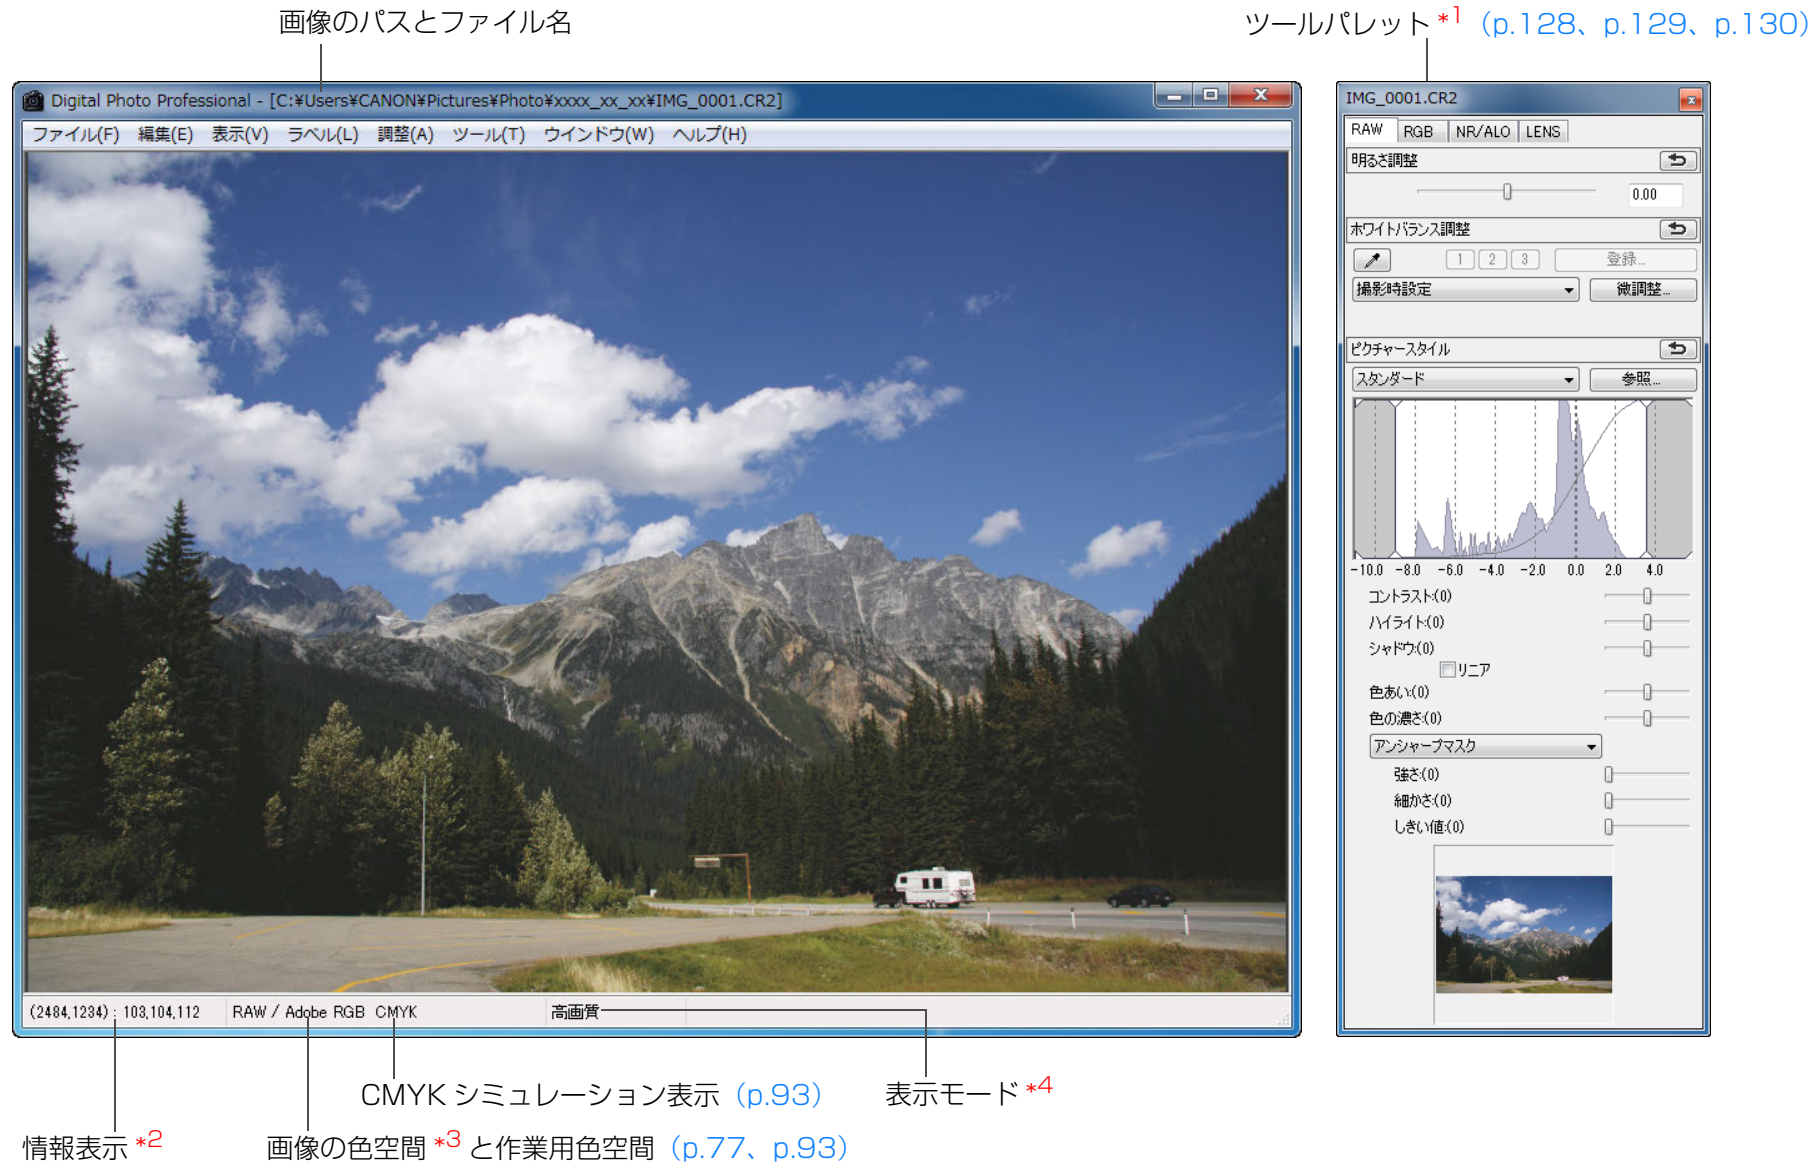 画像のパスとファイル名
ツールパレット *1 (p.128、p.129、p.130)
Digital Photo Professional - [C:¥Users¥CANON¥Pictures¥Photo¥xxxx_xx_xx¥IMG_0001.CR2]
ファイル(F) 編集(E) 表示(V) ラベル(L) 調整(A) ツール(T) ウインドウ(W) ヘルプ(H)
(2484,1234) : 103,104,112 RAW / Adobe RGB CMYK 高画質
IMG_0001.CR2
RAW RGB NR/ALO LENS
明るさ調整
0.00
ホワイトバランス調整
1 2 3 登録...
撮影時設定 微調整...
ピクチャースタイル
スタンダード 参照...
-10.0 -8.0 -6.0 -4.0 -2.0 0.0 2.0 4.0
コントラスト:(0)
ハイライト:(0)
シャドウ:(0)
リニア
色あい:(0)
色の濃さ:(0)
アンシャープマスク
強さ:(0)
細かさ:(0)
しきい値:(0)
CMYK シミュレーション表示 (p.93)
表示モード *4
情報表示 *2
画像の色空間 *3 と作業用色空間 (p.77、p.93)